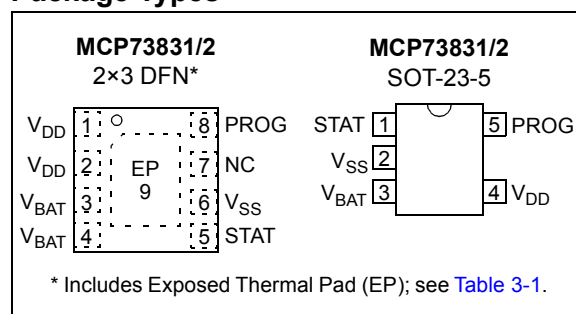 Package Types
MCP73831/2
2×3 DFN*
VDD 1 8 PROG
VDD 2 EP 7 NC
VBAT 3 9 6 VSS
VBAT 4 5 STAT
MCP73831/2
SOT-23-5
STAT 1 5 PROG
VSS 2
VBAT 3 4 VDD
* Includes Exposed Thermal Pad (EP); see Table 3-1.